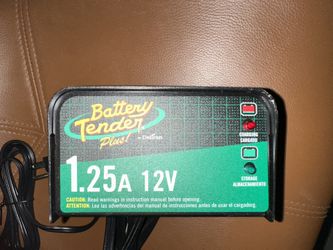 Battery
Tender
Plus!
by Deltran
CHARGING
CARGADO
1.25A 12V
STORAGE
ALMACENAMIENTO
CAUTION: Read warnings in instruction manual before opening.
ATTENTION: Lea las advertencias del manual de instrucciones antes de usar el cargador.